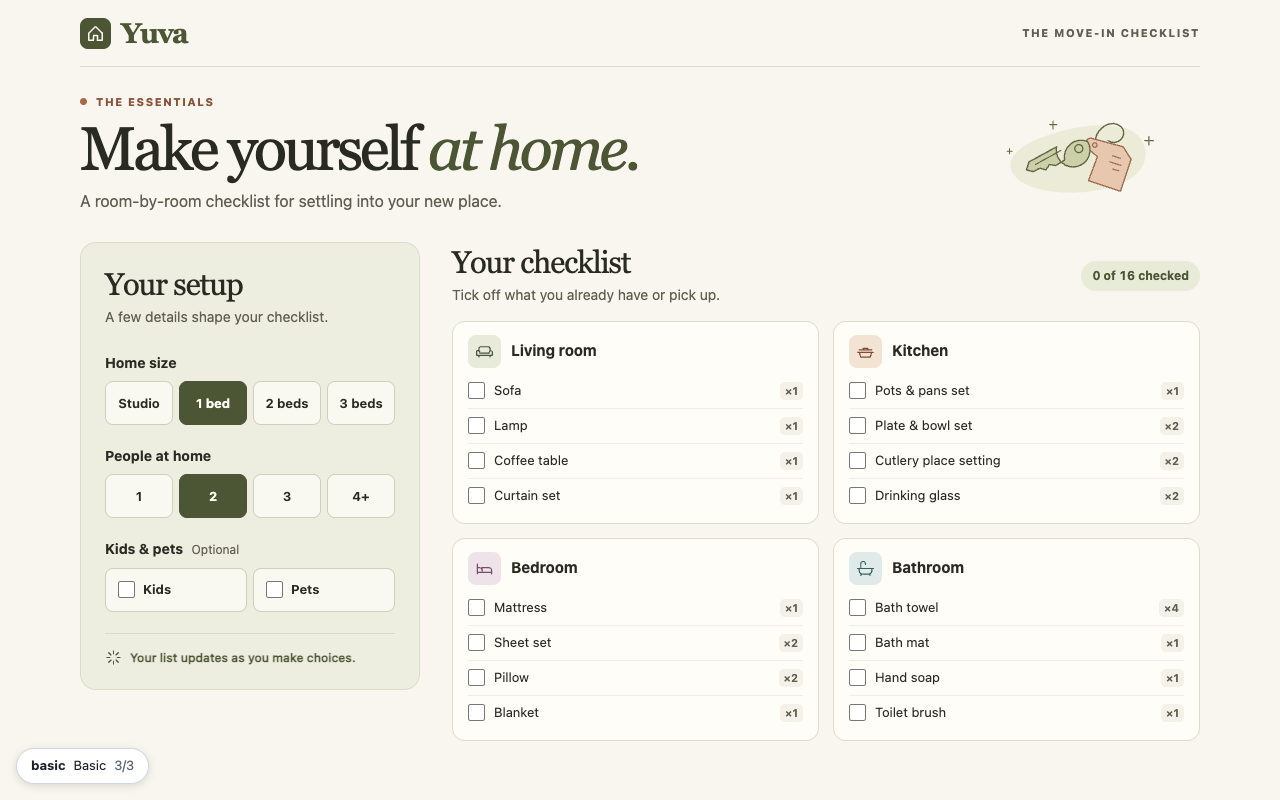 Yuva
THE MOVE-IN CHECKLIST
THE ESSENTIALS
Make yourself at home.
A room-by-room checklist for settling into your new place.
Your setup
A few details shape your checklist.
Home size
Studio
1 bed
2 beds
3 beds
People at home
1
2
3
4+
Kids & pets Optional
Kids
Pets
Your list updates as you make choices.
Your checklist
Tick off what you already have or pick up.
0 of 16 checked
Living room
Sofa ×1
Lamp ×1
Coffee table ×1
Curtain set ×1
Kitchen
Pots & pans set ×1
Plate & bowl set ×2
Cutlery place setting ×2
Drinking glass ×2
Bedroom
Mattress ×1
Sheet set ×2
Pillow ×2
Blanket ×1
Bathroom
Bath towel ×4
Bath mat ×1
Hand soap ×1
Toilet brush ×1
basic Basic 3/3